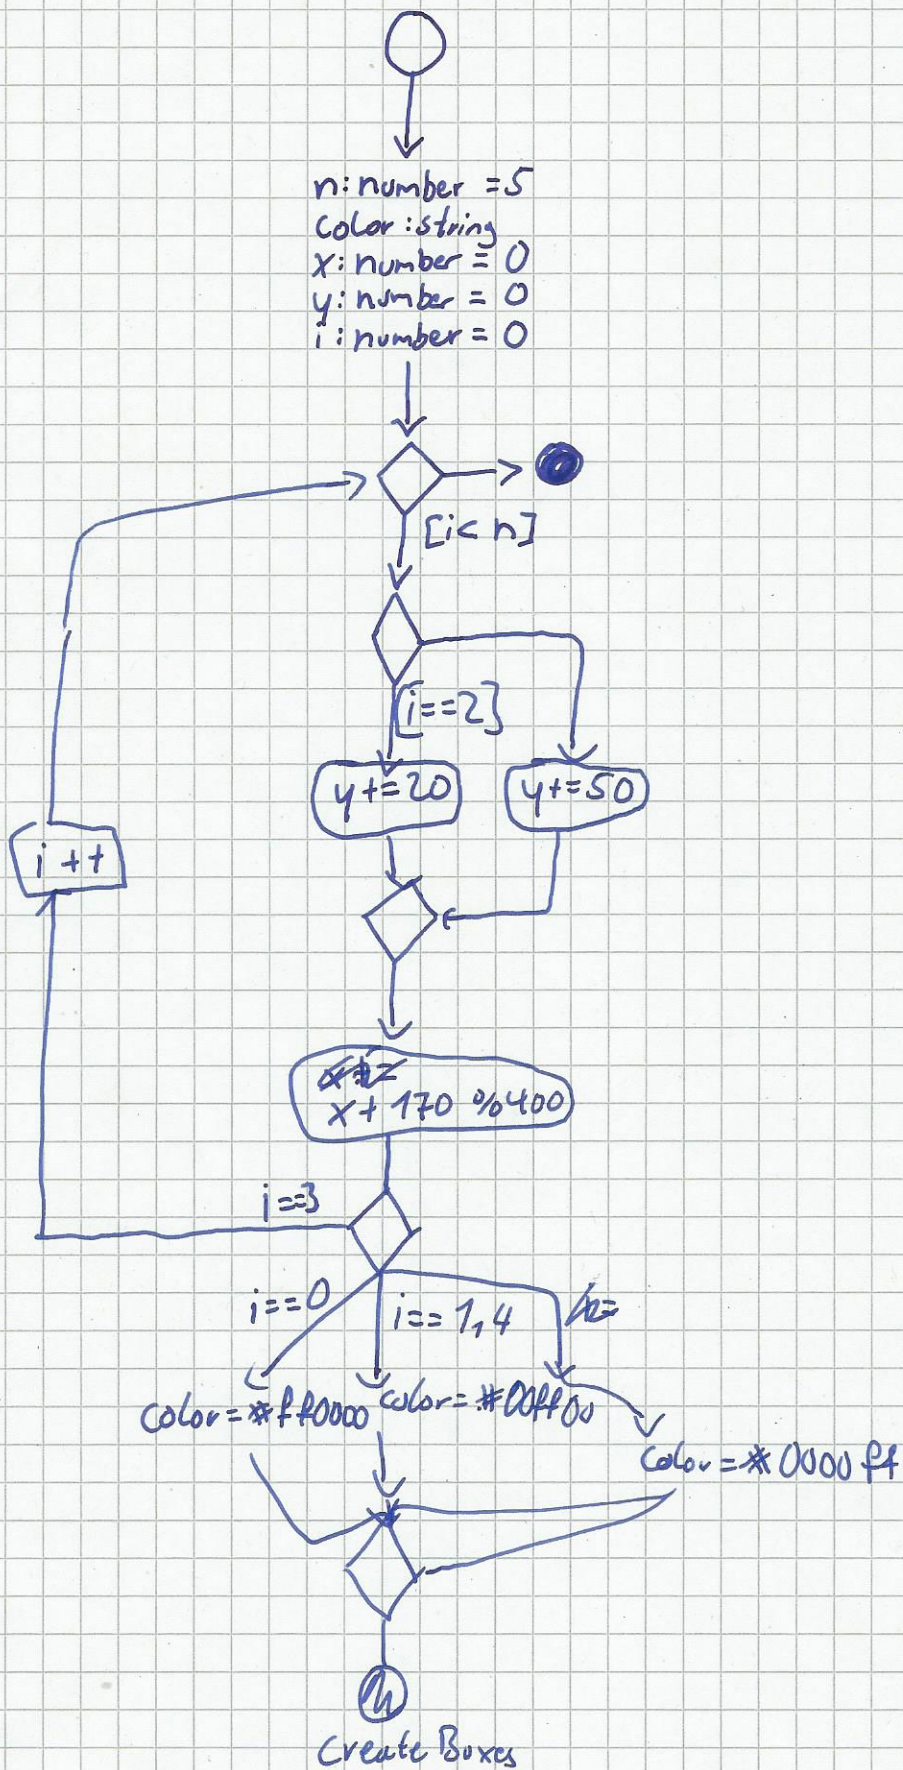 n: number = 5
color: string
x: number = 0
y: number = 0
i: number = 0
[i< n]
[i==2]
y+=20
y+=50
i ++
x+ 170 %400
i==3
i==0
i== 1,4
color=#ff0000
color=#00ff00
color=#0000ff
Create Boxes